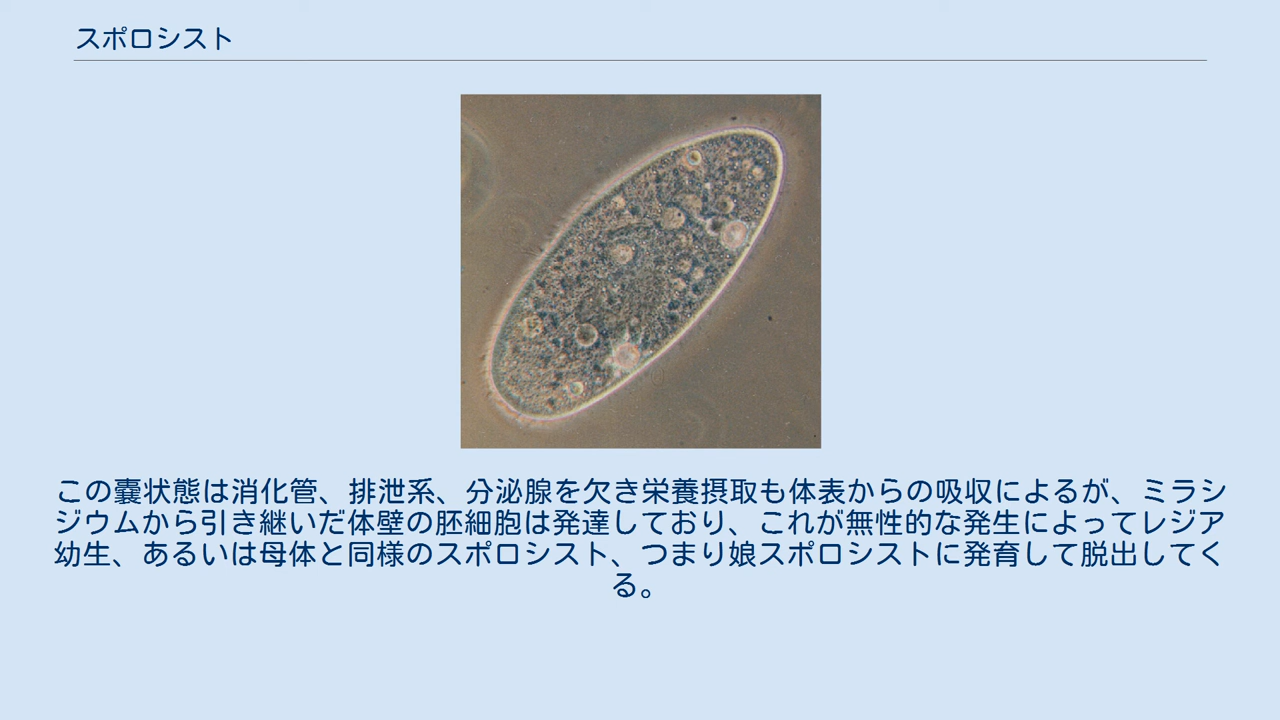 スポロシスト
この嚢状態は消化管、排泄系、分泌腺を欠き栄養摂取も体表からの吸収によるが、ミラシ
ジウムから引き継いだ体壁の胚細胞は発達しており、これが無性的な発生によってレジア
幼生、あるいは母体と同様のスポロシスト、つまり娘スポロシストに発育して脱出してく
る。